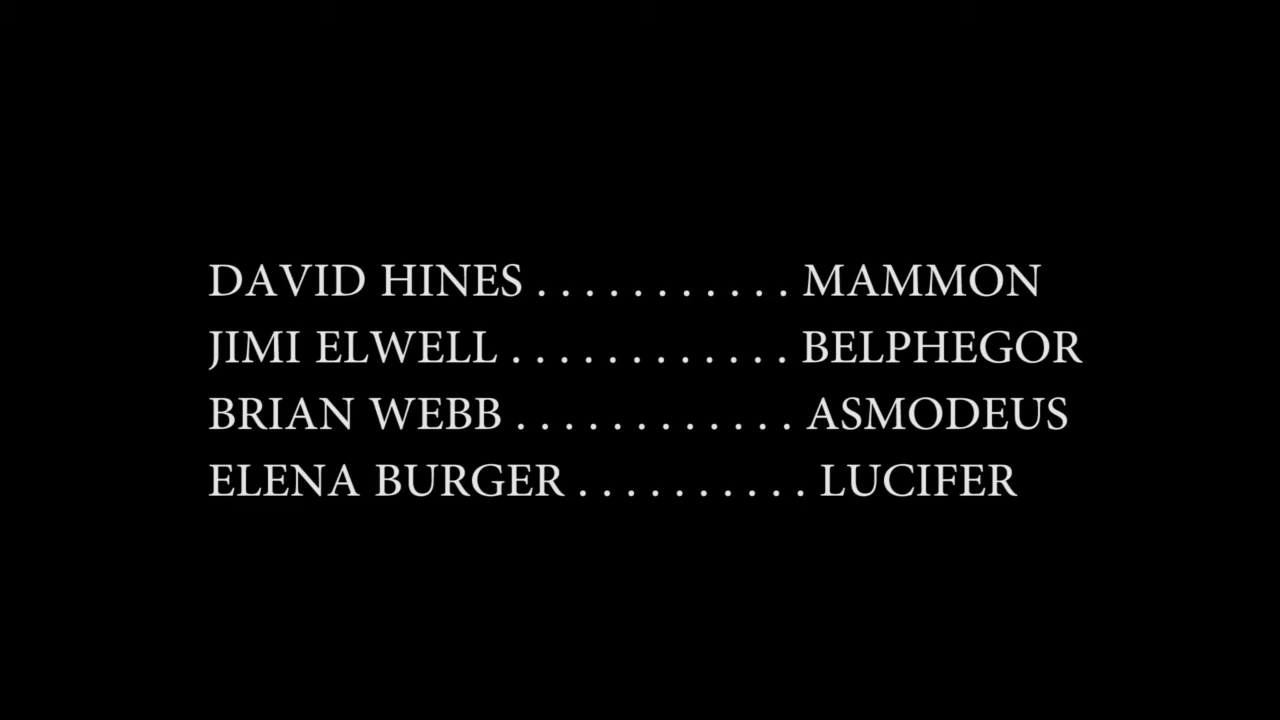 DAVID HINES . . . . . . . . . . . MAMMON
JIMI ELWELL . . . . . . . . . . . . BELPHEGOR
BRIAN WEBB . . . . . . . . . . . . ASMODEUS
ELENA BURGER . . . . . . . . . . LUCIFER